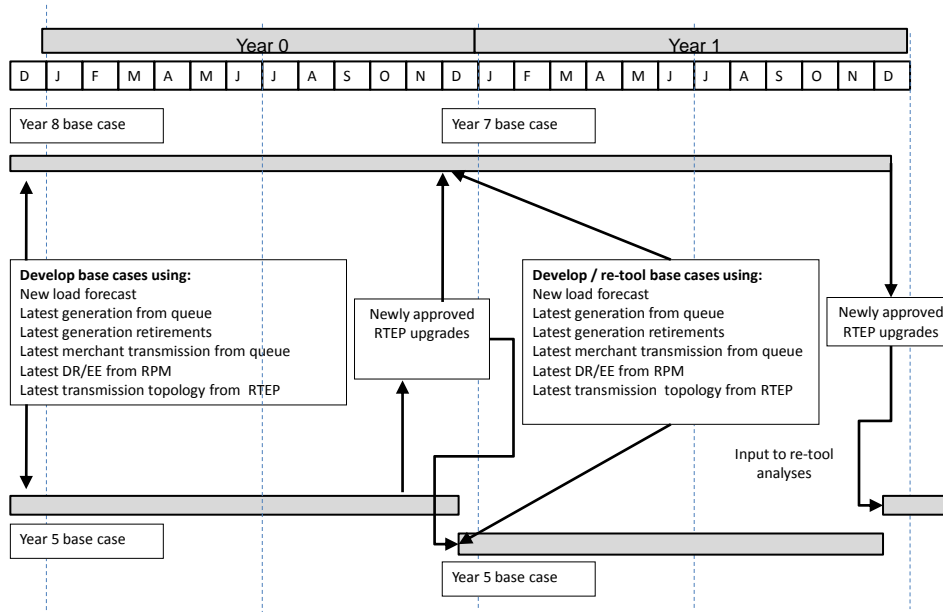 Year 0 Year 1
D J F M A M J J A S O N D J F M A M J J A S O N D
Year 8 base case Year 7 base case
Develop base cases using:
New load forecast
Latest generation from queue
Latest generation retirements
Latest merchant transmission from queue
Latest DR/EE from RPM
Latest transmission topology from RTEP
Newly approved
RTEP upgrades
Develop / re-tool base cases using:
New load forecast
Latest generation from queue
Latest generation retirements
Latest merchant transmission from queue
Latest DR/EE from RPM
Latest transmission topology from RTEP
Newly approved
RTEP upgrades
Input to re-tool
analyses
Year 5 base case
Year 5 base case